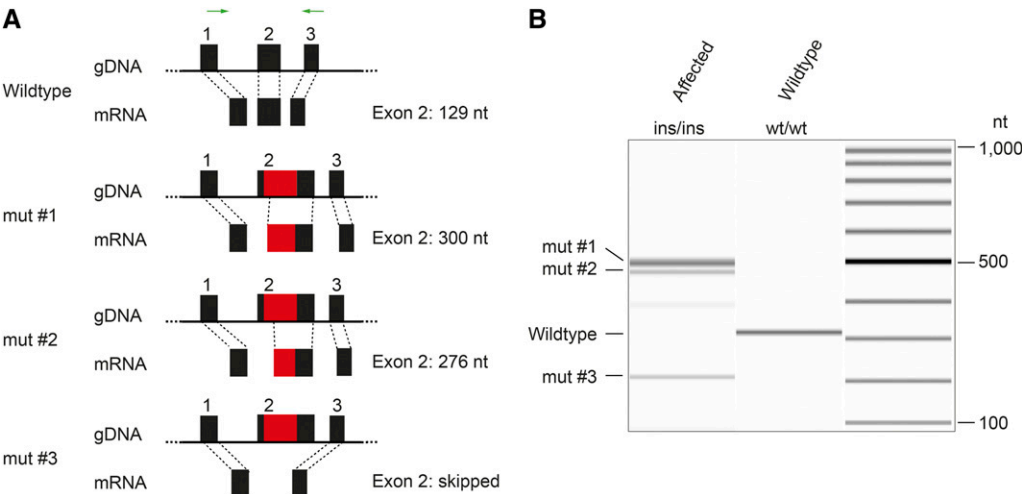 A
1 2 3
gDNA
Wildtype
mRNA
Exon 2: 129 nt
1 2 3
gDNA
mut #1
mRNA
Exon 2: 300 nt
1 2 3
gDNA
mut #2
mRNA
Exon 2: 276 nt
1 2 3
gDNA
mut #3
mRNA
Exon 2: skipped
B
Affected
Wildtype
ins/ins
wt/wt
nt
1,000
mut #1
mut #2
500
Wildtype
mut #3
100